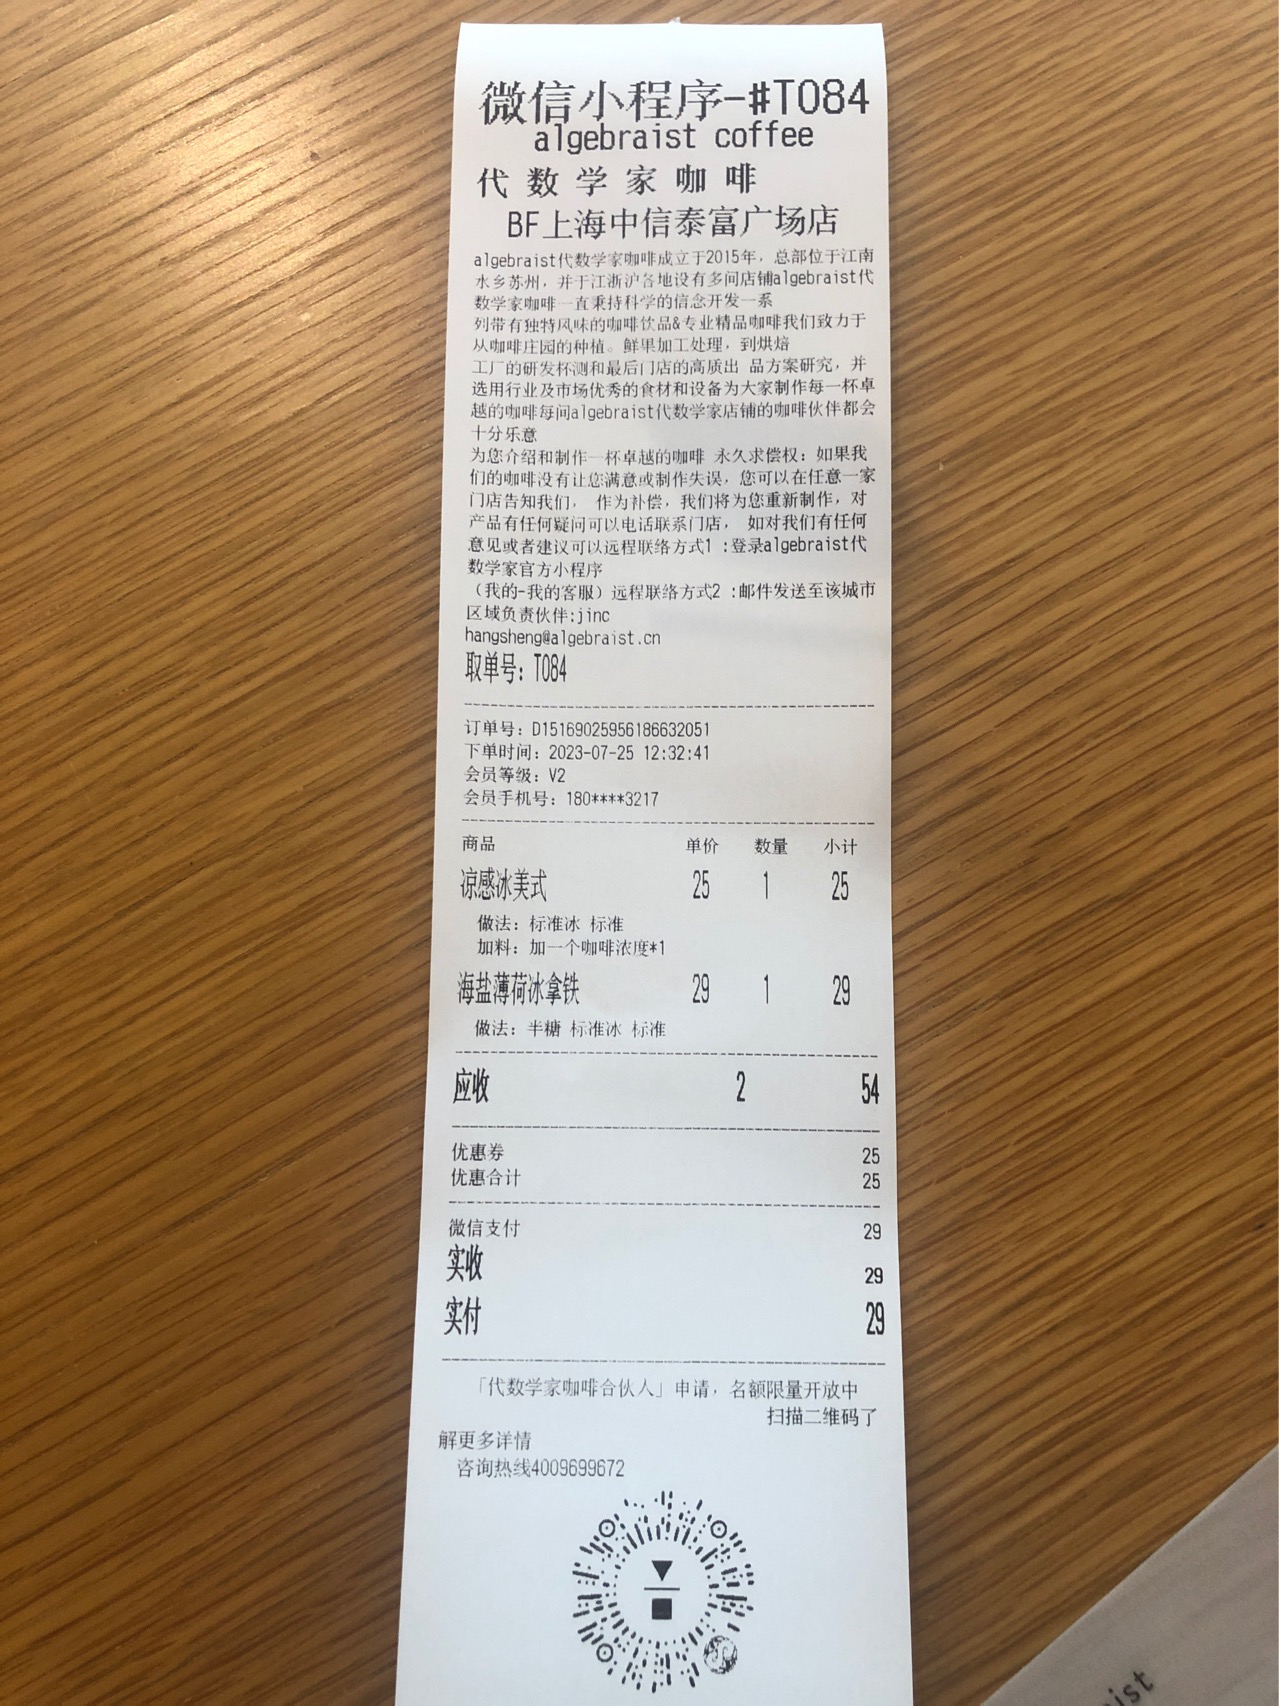 微信小程序-#T084
algebraist coffee
代数学家咖啡
BF上海中信泰富广场店
algebraist代数学家咖啡成立于2015年，总部位于江南
水乡苏州，并于江浙沪各地设有多间店铺algebraist代
数学家咖啡一直秉持科学的信念开发一系
列带有独特风味的咖啡饮品&专业精品咖啡我们致力于
从咖啡庄园的种植。鲜果加工处理，到烘焙
工厂的研发杯测和最后门店的高质出 品方案研究，并
选用行业及市场优秀的食材和设备为大家制作每一杯卓
越的咖啡每间algebraist代数学家店铺的咖啡伙伴都会
十分乐意
为您介绍和制作一杯卓越的咖啡 永久求偿权：如果我
们的咖啡没有让您满意或制作失误，您可以在任意一家
门店告知我们， 作为补偿，我们将为您重新制作，对
产品有任何疑问可以电话联系门店， 如对我们有任何
意见或者建议可以远程联络方式1 :登录algebraist代
数学家官方小程序
（我的-我的客服）远程联络方式2 :邮件发送至该城市
区域负责伙伴:jinc
hangsheng@algebraist.cn
取单号：T084
订单号：D15169025956186632051
下单时间：2023-07-25 12:32:41
会员等级：V2
会员手机号：180****3217
商品 单价 数量 小计
凉感冰美式 25 1 25
做法：标准冰 标准
加料：加一个咖啡浓度*1
海盐薄荷冰拿铁 29 1 29
做法：半糖 标准冰 标准
应收 2 54
优惠券 25
优惠合计 25
微信支付 29
实收 29
实付 29
「代数学家咖啡合伙人」申请，名额限量开放中
扫描二维码了
解更多详情
咨询热线4009699672
ist